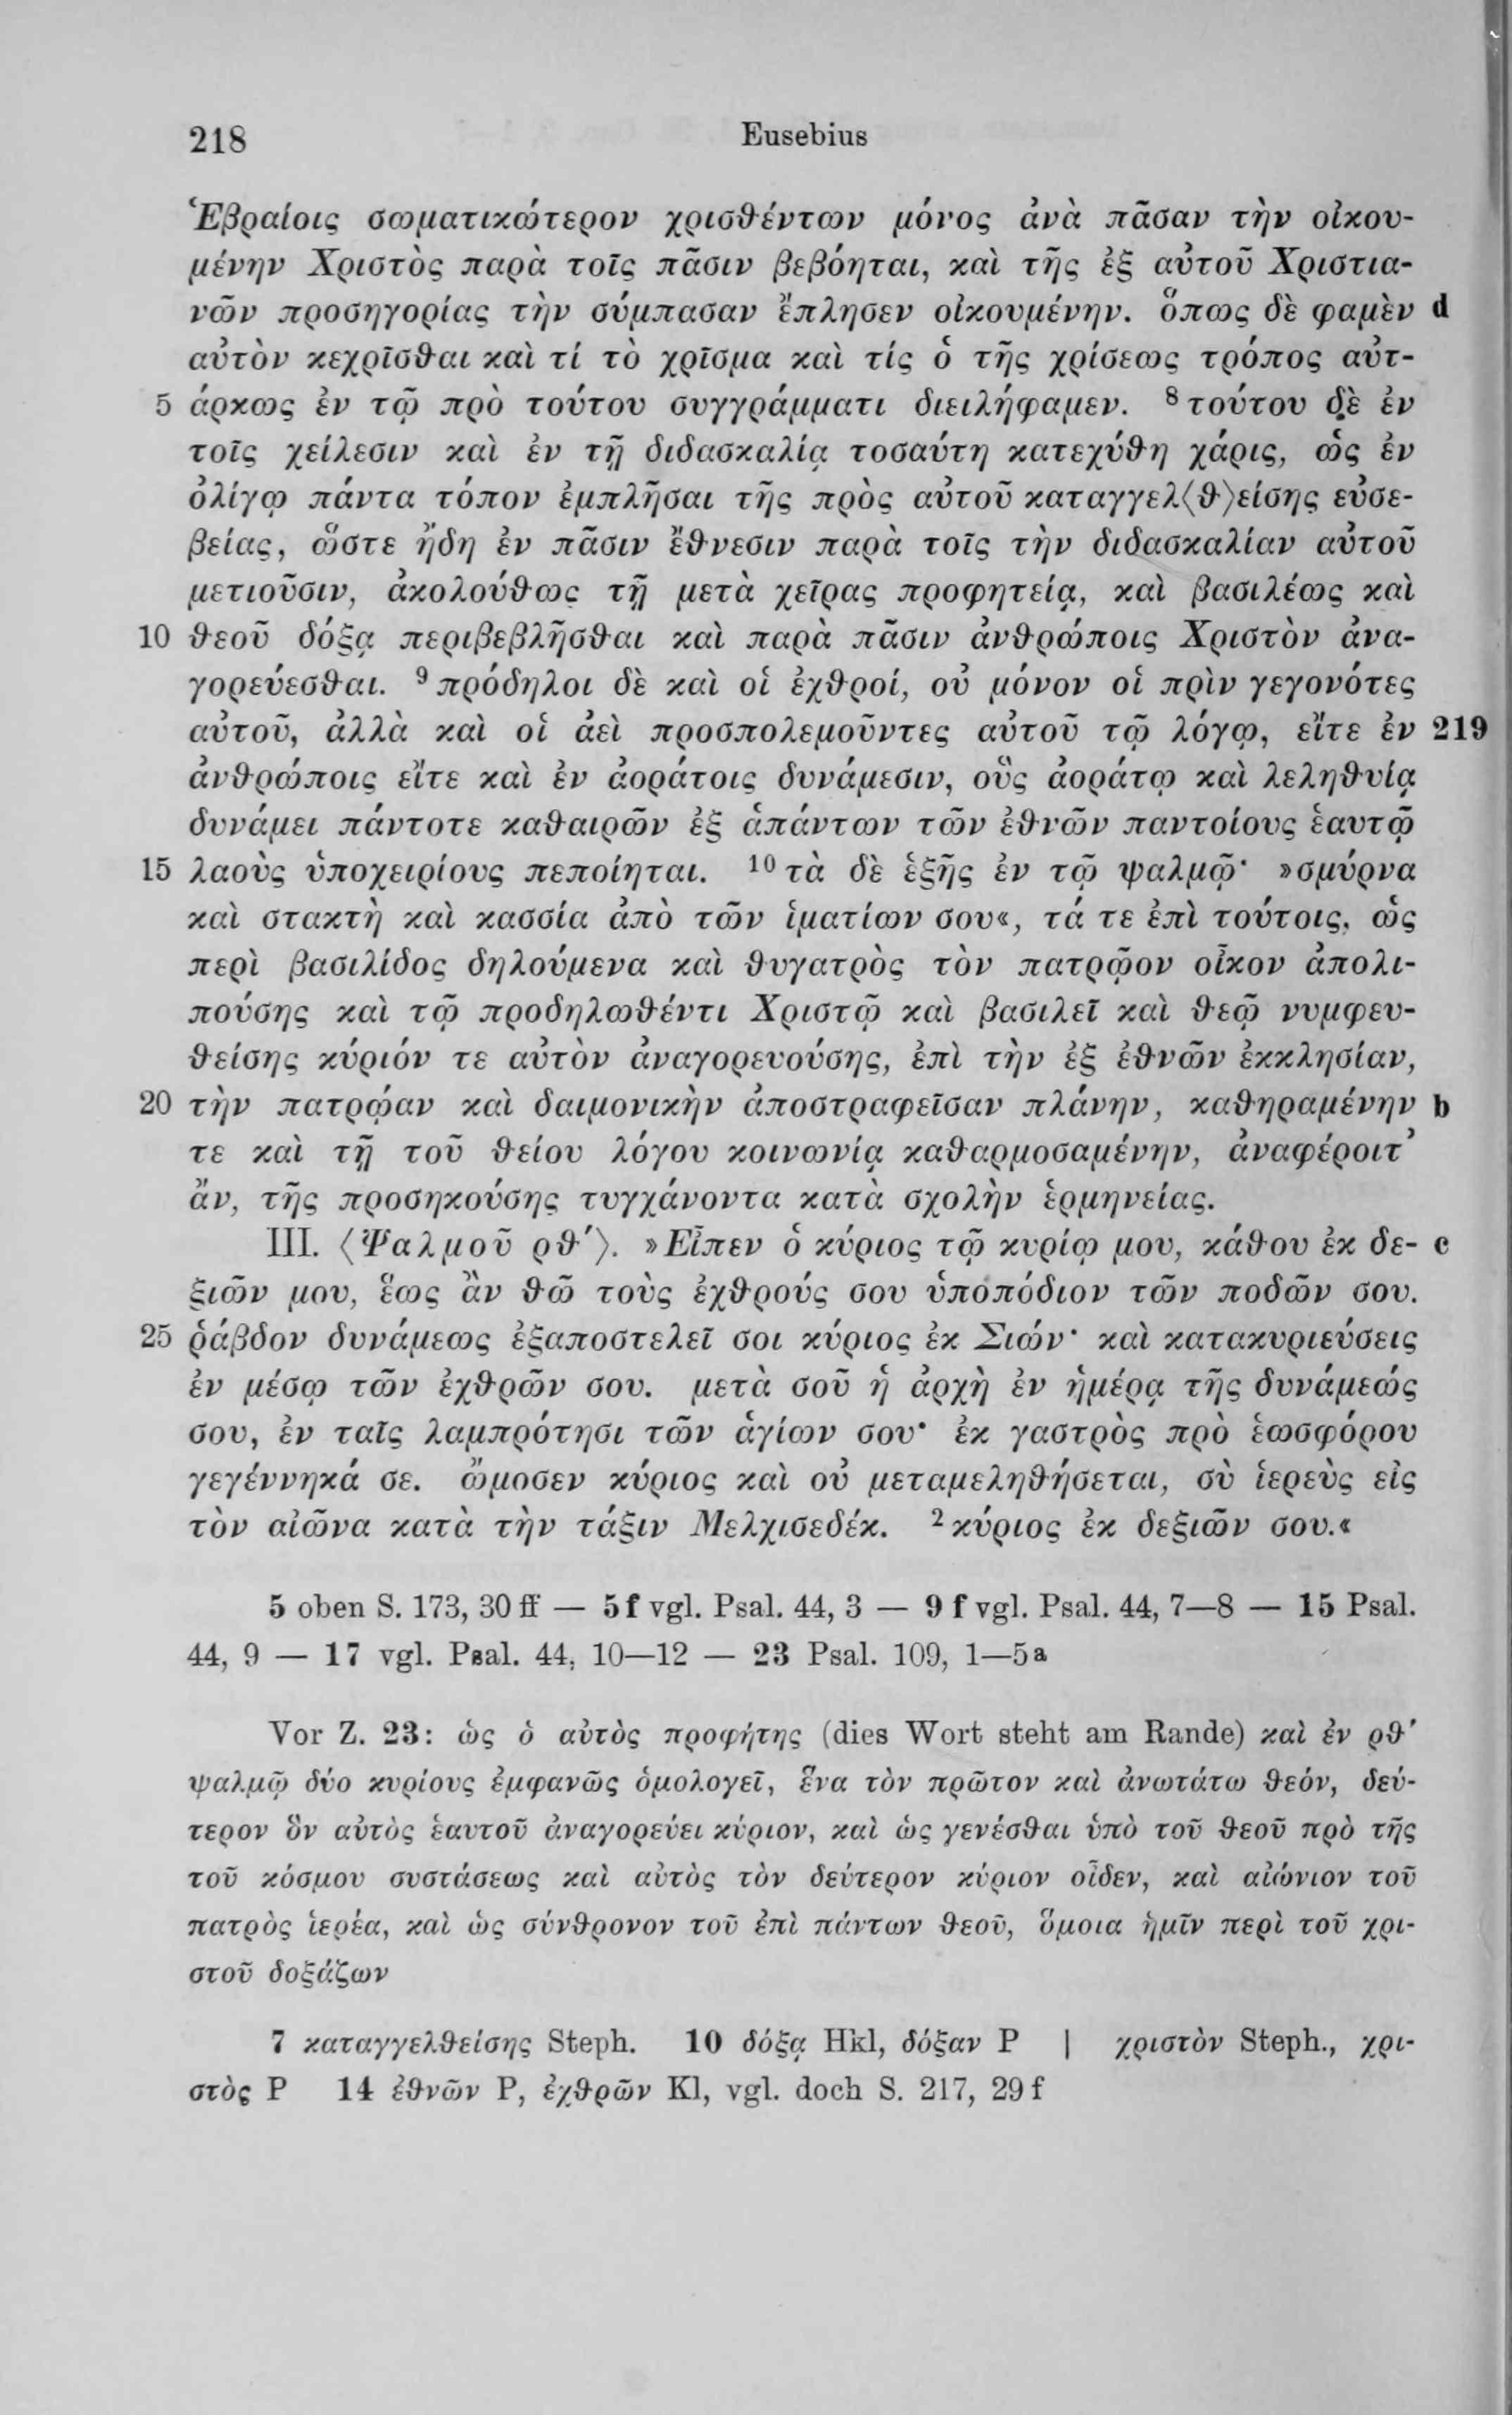 218 Eusebius
Ἑβραίοις σωματικώτερον χρισθέντων μόνος ἀνὰ πᾶσαν τὴν οἰκου-
μένην Χριστὸς παρὰ τοῖς πᾶσιν βεβόηται, καὶ τῆς ἐξ αὐτοῦ Χριστια-
νῶν προσηγορίας τὴν σύμπασαν ἔπλησεν οἰκουμένην. ὅπως δὲ φαμὲν d
αὐτὸν κεχρῖσθαι καὶ τί τὸ χρῖσμα καὶ τίς ὁ τῆς χρίσεως τρόπος αὐτ-
5 άρκως ἐν τῷ πρὸ τούτου συγγράμματι διειλήφαμεν. ⁸ τούτου δὲ ἐν
τοῖς χείλεσιν καὶ ἐν τῇ διδασκαλίᾳ τοσαύτη κατεχύθη χάρις, ὡς ἐν
ὀλίγῳ πάντα τόπον ἐμπλῆσαι τῆς πρὸς αὐτοῦ καταγγελ⟨θ⟩είσης εὐσε-
βείας, ὥστε ἤδη ἐν πᾶσιν ἔθνεσιν παρὰ τοῖς τὴν διδασκαλίαν αὐτοῦ
μετιοῦσιν, ἀκολούθως τῇ μετὰ χεῖρας προφητείᾳ, καὶ βασιλέως καὶ
10 θεοῦ δόξᾳ περιβεβλῆσθαι καὶ παρὰ πᾶσιν ἀνθρώποις Χριστὸν ἀνα-
γορεύεσθαι. ⁹ πρόδηλοι δὲ καὶ οἱ ἐχθροί, οὐ μόνον οἱ πρὶν γεγονότες
αὐτοῦ, ἀλλὰ καὶ οἱ ἀεὶ προσπολεμοῦντες αὐτοῦ τῷ λόγῳ, εἴτε ἐν 219
ἀνθρώποις εἴτε καὶ ἐν ἀοράτοις δυνάμεσιν, οὓς ἀοράτῳ καὶ λεληθυίᾳ
δυνάμει πάντοτε καθαιρῶν ἐξ ἁπάντων τῶν ἐθνῶν παντοίους ἑαυτῷ
15 λαοὺς ὑποχειρίους πεποίηται. ¹⁰ τὰ δὲ ἑξῆς ἐν τῷ ψαλμῷ· »σμύρνα
καὶ στακτὴ καὶ κασσία ἀπὸ τῶν ἱματίων σου«, τά τε ἐπὶ τούτοις, ὡς
περὶ βασιλίδος δηλούμενα καὶ θυγατρὸς τὸν πατρῷον οἶκον ἀπολι-
πούσης καὶ τῷ προδηλωθέντι Χριστῷ καὶ βασιλεῖ καὶ θεῷ νυμφευ-
θείσης κύριόν τε αὐτὸν ἀναγορευούσης, ἐπὶ τὴν ἐξ ἐθνῶν ἐκκλησίαν,
20 τὴν πατρῴαν καὶ δαιμονικὴν ἀποστραφεῖσαν πλάνην, καθηραμένην b
τε καὶ τῇ τοῦ θείου λόγου κοινωνίᾳ καθαρμοσαμένην, ἀναφέροιτ’
ἄν, τῆς προσηκούσης τυγχάνοντα κατὰ σχολὴν ἑρμηνείας.
III. ⟨Ψαλμοῦ ρθ′⟩. »Εἶπεν ὁ κύριος τῷ κυρίῳ μου, κάθου ἐκ δε- c
ξιῶν μου, ἕως ἂν θῶ τοὺς ἐχθρούς σου ὑποπόδιον τῶν ποδῶν σου.
25 ῥάβδον δυνάμεως ἐξαποστελεῖ σοι κύριος ἐκ Σιών· καὶ κατακυριεύσεις
ἐν μέσῳ τῶν ἐχθρῶν σου. μετὰ σοῦ ἡ ἀρχὴ ἐν ἡμέρᾳ τῆς δυνάμεώς
σου, ἐν ταῖς λαμπρότησι τῶν ἁγίων σου· ἐκ γαστρὸς πρὸ ἑωσφόρου
γεγέννηκά σε. ὤμοσεν κύριος καὶ οὐ μεταμεληθήσεται, σὺ ἱερεὺς εἰς
τὸν αἰῶνα κατὰ τὴν τάξιν Μελχισεδέκ. ² κύριος ἐκ δεξιῶν σου.«
5 oben S. 173, 30 ff — 5 f vgl. Psal. 44, 3 — 9 f vgl. Psal. 44, 7—8 — 15 Psal.
44, 9 — 17 vgl. Psal. 44, 10—12 — 23 Psal. 109, 1—5a
Vor Z. 23: ὡς ὁ αὐτὸς προφήτης (dies Wort steht am Rande) καὶ ἐν ρθ′
ψαλμῷ δύο κυρίους ἐμφανῶς ὁμολογεῖ, ἕνα τὸν πρῶτον καὶ ἀνωτάτω θεόν, δεύ-
τερον ὃν αὐτὸς ἑαυτοῦ ἀναγορεύει κύριον, καὶ ὡς γενέσθαι ὑπὸ τοῦ θεοῦ πρὸ τῆς
τοῦ κόσμου συστάσεως καὶ αὐτὸς τὸν δεύτερον κύριον οἶδεν, καὶ αἰώνιον τοῦ
πατρὸς ἱερέα, καὶ ὡς σύνθρονον τοῦ ἐπὶ πάντων θεοῦ, ὅμοια ἡμῖν περὶ τοῦ χρι-
στοῦ δοξάζων
7 καταγγελθείσης Steph. 10 δόξᾳ Hkl, δόξαν P | χριστὸν Steph., χρι-
στὸς P 14 ἐθνῶν P, ἐχθρῶν Kl, vgl. doch S. 217, 29 f